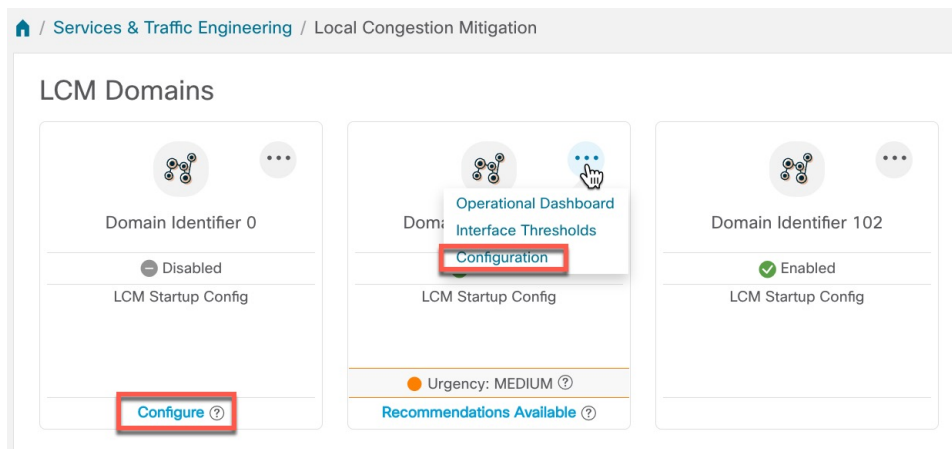 / Services & Traffic Engineering / Local Congestion Mitigation
LCM Domains
Domain Identifier 0
Disabled
LCM Startup Config
Configure ?
Operational Dashboard
Interface Thresholds
Configuration
LCM Startup Config
Urgency: MEDIUM ?
Recommendations Available ?
Domain Identifier 102
Enabled
LCM Startup Config